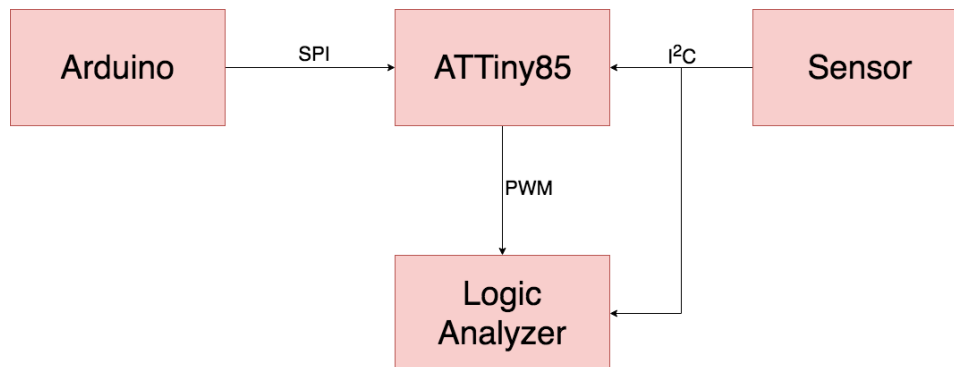 Arduino
SPI
ATTiny85
I²C
Sensor
PWM
Logic
Analyzer